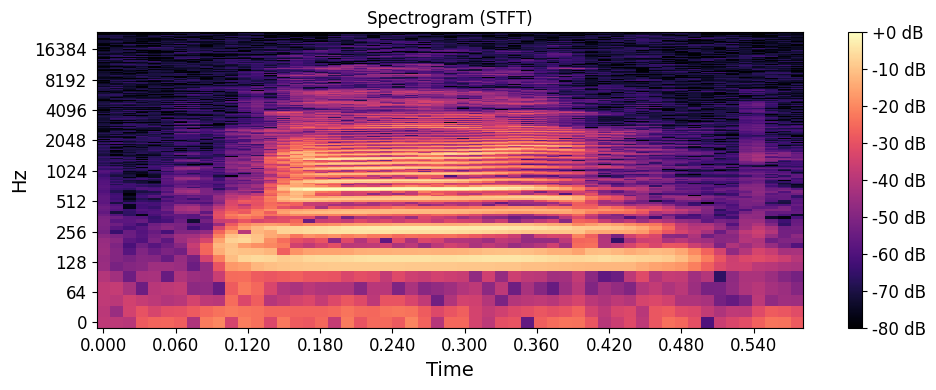 Spectrogram (STFT)
Hz
16384
8192
4096
2048
1024
512
256
128
64
0
0.000 0.060 0.120 0.180 0.240 0.300 0.360 0.420 0.480 0.540
Time
+0 dB
-10 dB
-20 dB
-30 dB
-40 dB
-50 dB
-60 dB
-70 dB
-80 dB